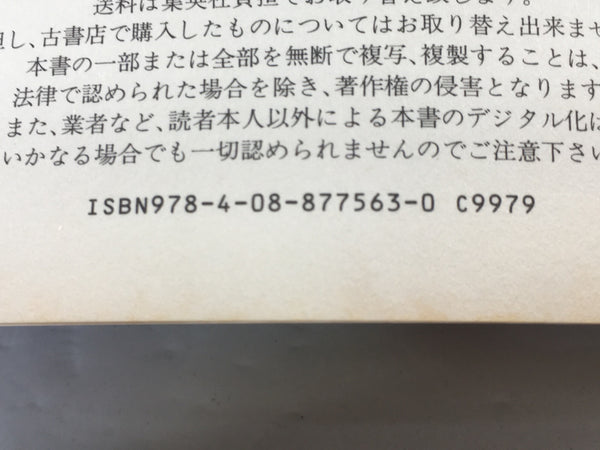 送料は集英社負担でお取り替え致します。
但し、古書店で購入したものについてはお取り替え出来ませ
本書の一部または全部を無断で複写、複製することは、
法律で認められた場合を除き、著作権の侵害となります
また、業者など、読者本人以外による本書のデジタル化は
いかなる場合でも一切認められませんのでご注意下さい
ISBN978-4-08-877563-0 C9979